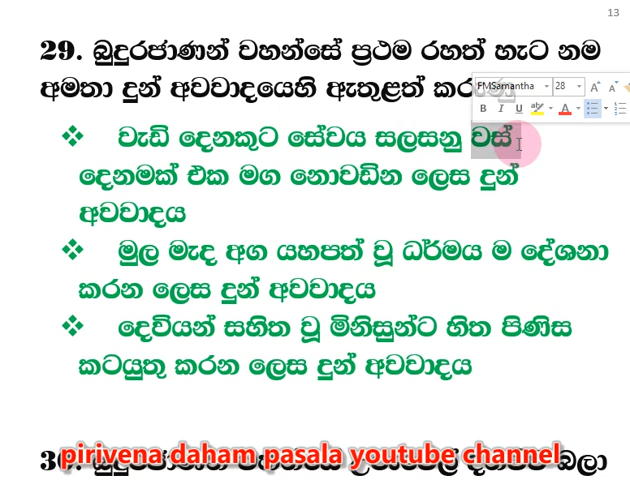 13
29. බුදුරජාණන් වහන්සේ ප්‍රථම රහත් හැට නම
අමතා දුන් අවවාදයෙහි ඇතුළත් කරුණු
FMSamantha 28
B I U aby A
❖ වැඩි දෙනකුට සේවය සලසනු වස්
දෙනමක් එක මග නොවඩින ලෙස දුන්
අවවාදය
❖ මුල මැද අග යහපත් වූ ධර්මය ම දේශනා
කරන ලෙස දුන් අවවාදය
❖ දෙවියන් සහිත වූ මිනිසුන්ට හිත පිණිස
කටයුතු කරන ලෙස දුන් අවවාදය
pirivena daham pasala youtube channel
බලා